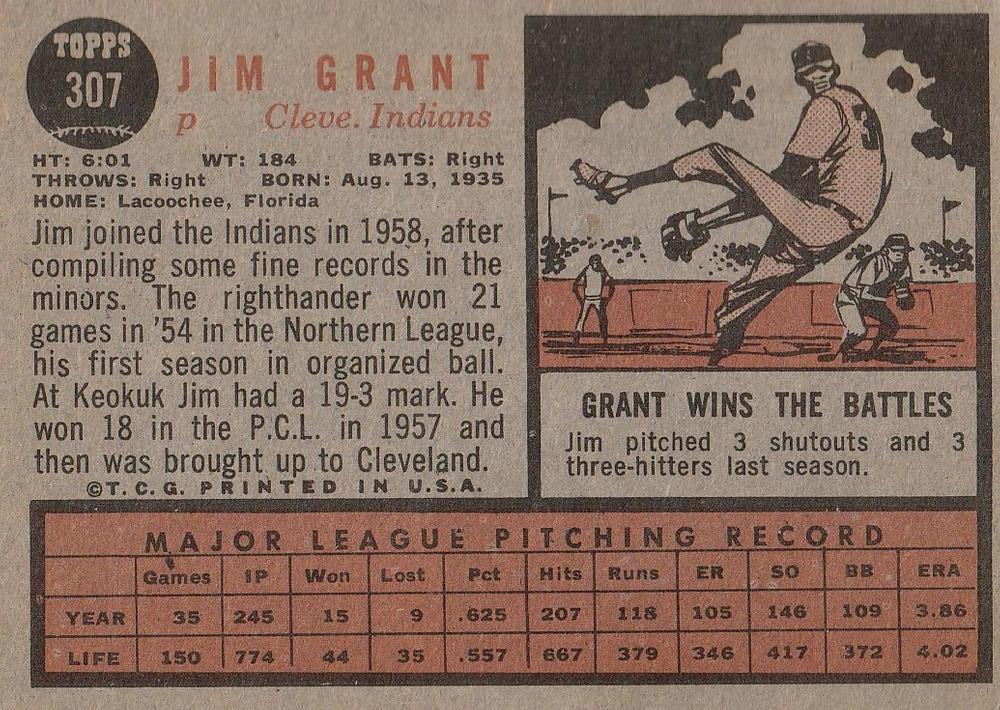 TOPPS
307
JIM GRANT
p Cleve. Indians
HT: 6:01 WT: 184 BATS: Right
THROWS: Right BORN: Aug. 13, 1935
HOME: Lacoochee, Florida
Jim joined the Indians in 1958, after
compiling some fine records in the
minors. The righthander won 21
games in '54 in the Northern League,
his first season in organized ball.
At Keokuk Jim had a 19-3 mark. He
won 18 in the P.C.L. in 1957 and
then was brought up to Cleveland.
©T.C.G. PRINTED IN U.S.A.
GRANT WINS THE BATTLES
Jim pitched 3 shutouts and 3
three-hitters last season.
MAJOR LEAGUE PITCHING RECORD
Games IP Won Lost Pct Hits Runs ER SO BB ERA
YEAR 35 245 15 9 .625 207 118 105 146 109 3.86
LIFE 150 774 44 35 .557 667 379 346 417 372 4.02